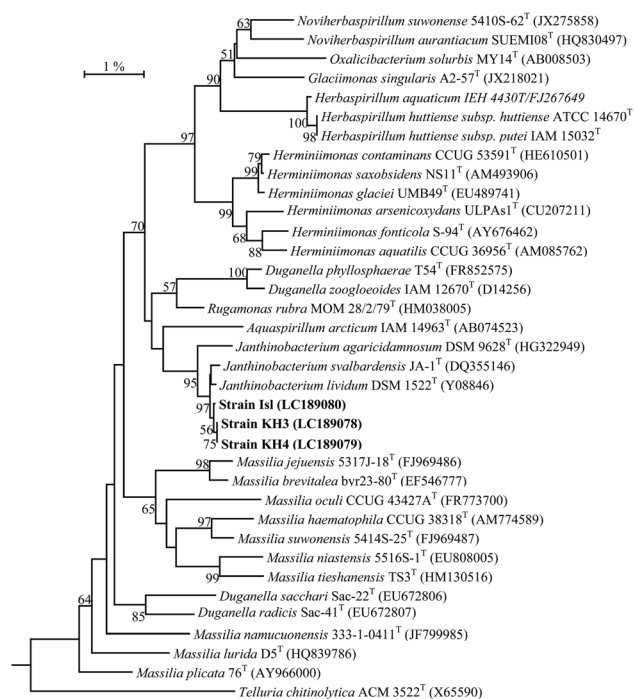 63
Noviherbaspirillum suwonense 5410S-62T (JX275858)
Noviherbaspirillum aurantiacum SUEMI08T (HQ830497)
51
Oxalicibacterium solurbis MY14T (AB008503)
1 %
Glaciimonas singularis A2-57T (JX218021)
90
Herbaspirillum aquaticum IEH 4430T/FJ267649
Herbaspirillum huttiense subsp. huttiense ATCC 14670T
100
Herbaspirillum huttiense subsp. putei IAM 15032T
98
97
Herminiimonas contaminans CCUG 53591T (HE610501)
79
Herminiimonas saxobsidens NS11T (AM493906)
99
Herminiimonas glaciei UMB49T (EU489741)
99
Herminiimonas arsenicoxydans ULPAs1T (CU207211)
70
Herminiimonas fonticola S-94T (AY676462)
68
Herminiimonas aquatilis CCUG 36956T (AM085762)
88
Duganella phyllosphaerae T54T (FR852575)
100
Duganella zoogloeoides IAM 12670T (D14256)
57
Rugamonas rubra MOM 28/2/79T (HM038005)
Aquaspirillum arcticum IAM 14963T (AB074523)
Janthinobacterium agaricidamnosum DSM 9628T (HG322949)
Janthinobacterium svalbardensis JA-1T (DQ355146)
95
Janthinobacterium lividum DSM 1522T (Y08846)
97
Strain Isl (LC189080)
Strain KH3 (LC189078)
56
Strain KH4 (LC189079)
75
Massilia jejuensis 5317J-18T (FJ969486)
98
Massilia brevitalea byr23-80T (EF546777)
Massilia oculi CCUG 43427AT (FR773700)
65
Massilia haematophila CCUG 38318T (AM774589)
97
Massilia suwonensis 5414S-25T (FJ969487)
Massilia niastensis 5516S-1T (EU808005)
Massilia tieshanensis TS3T (HM130516)
99
Duganella sacchari Sac-22T (EU672806)
64
Duganella radicis Sac-41T (EU672807)
85
Massilia namucuonensis 333-1-0411T (JF799985)
Massilia lurida D5T (HQ839786)
Massilia plicata 76T (AY966000)
Telluria chitinolytica ACM 3522T (X65590)